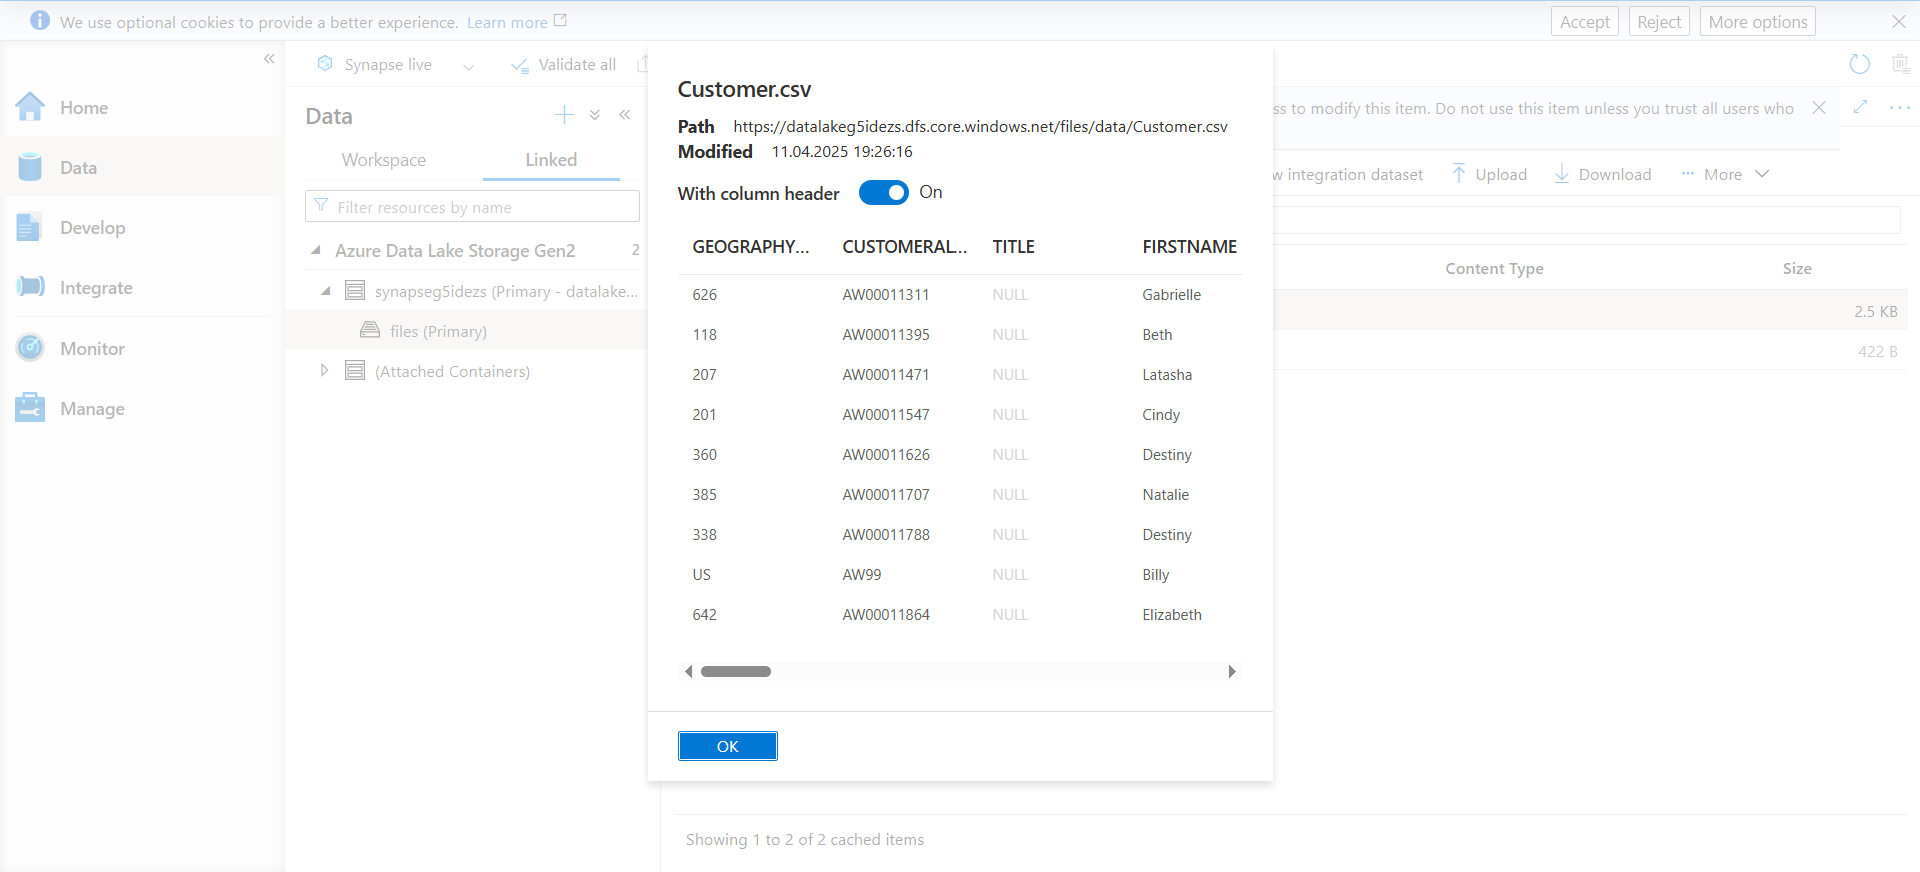 We use optional cookies to provide a better experience. Learn more
Accept
Reject
More options
Home
Data
Develop
Integrate
Monitor
Manage
Synapse live
Validate all
Data
Workspace
Linked
Filter resources by name
Azure Data Lake Storage Gen2 2
synapseg5idezs (Primary - datalake...
files (Primary)
(Attached Containers)
Customer.csv
Path https://datalakeg5idezs.dfs.core.windows.net/files/data/Customer.csv
Modified 11.04.2025 19:26:16
With column header On
GEOGRAPHY... CUSTOMERAL... TITLE FIRSTNAME
626 AW00011311 NULL Gabrielle
118 AW00011395 NULL Beth
207 AW00011471 NULL Latasha
201 AW00011547 NULL Cindy
360 AW00011626 NULL Destiny
385 AW00011707 NULL Natalie
338 AW00011788 NULL Destiny
US AW99 NULL Billy
642 AW00011864 NULL Elizabeth
OK
ss to modify this item. Do not use this item unless you trust all users who
w integration dataset
Upload
Download
More
Content Type Size
2.5 KB
422 B
Showing 1 to 2 of 2 cached items